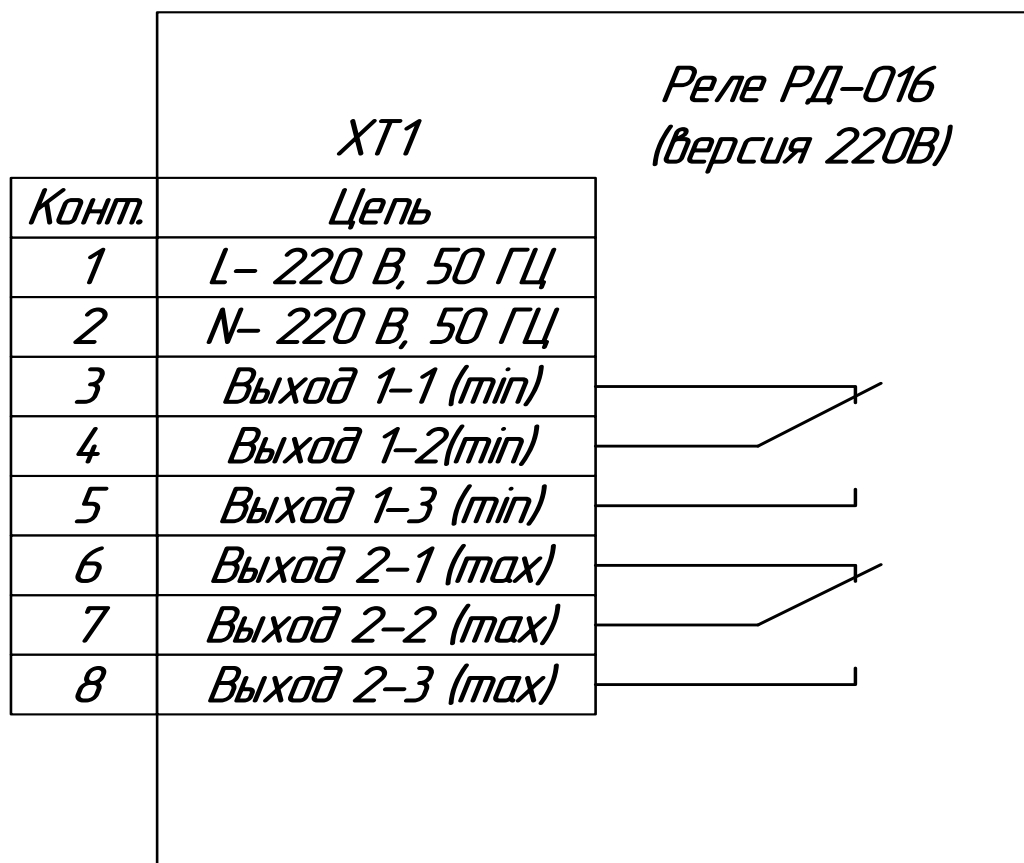 Реле РД-016
(версия 220В)
XT1
Конт. Цепь
1 L- 220 В, 50 ГЦ
2 N- 220 В, 50 ГЦ
3 Выход 1-1 (min)
4 Выход 1-2(min)
5 Выход 1-3 (min)
6 Выход 2-1 (max)
7 Выход 2-2 (max)
8 Выход 2-3 (max)